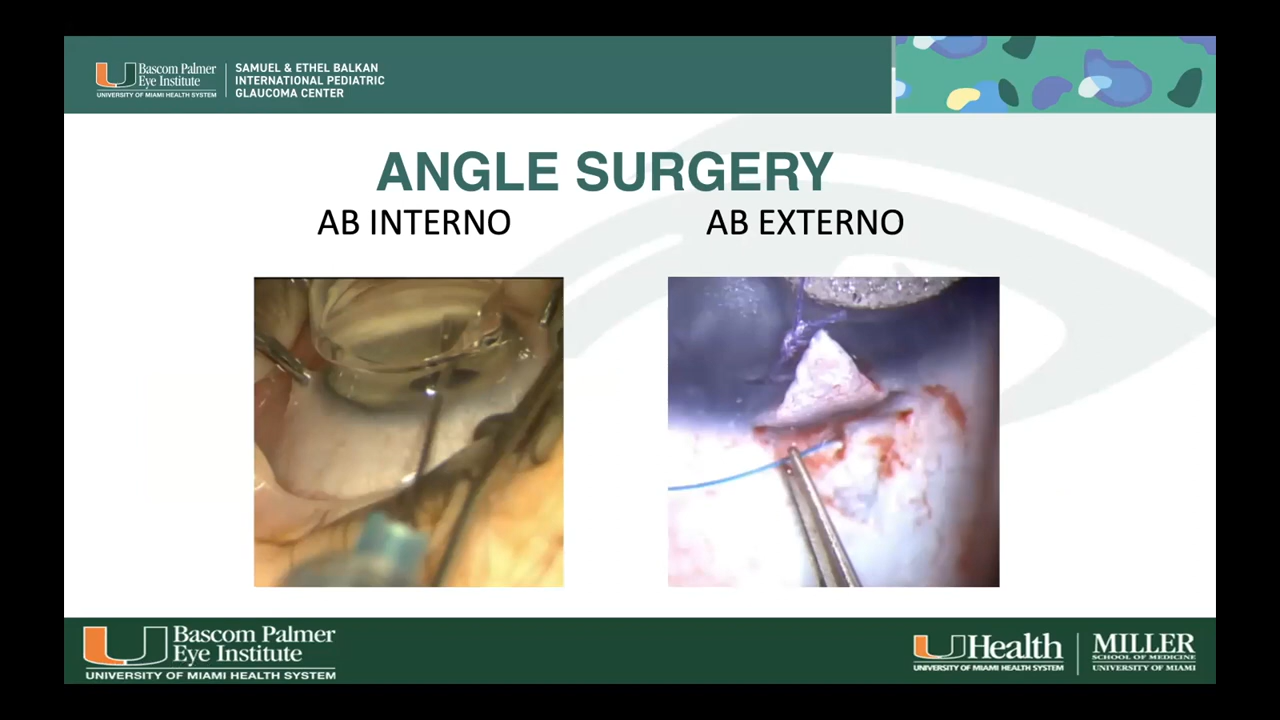 Bascom Palmer
Eye Institute
UNIVERSITY OF MIAMI HEALTH SYSTEM
SAMUEL & ETHEL BALKAN
INTERNATIONAL PEDIATRIC
GLAUCOMA CENTER
ANGLE SURGERY
AB INTERNO
AB EXTERNO
Bascom Palmer
Eye Institute
UNIVERSITY OF MIAMI HEALTH SYSTEM
UHealth
UNIVERSITY OF MIAMI HEALTH SYSTEM
MILLER
SCHOOL OF MEDICINE
UNIVERSITY OF MIAMI